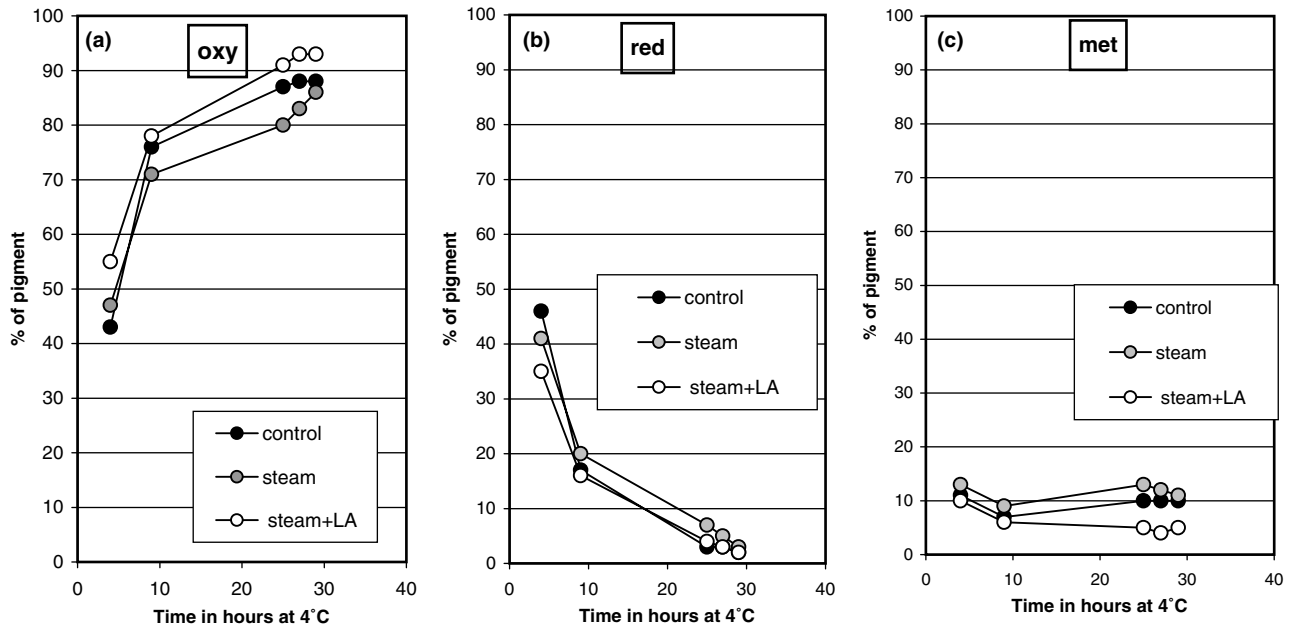 (a)
oxy
100
90
80
70
60
50
40
30
20
10
0
% of pigment
control
steam
steam+LA
0 10 20 30 40
Time in hours at 4˚C
(b)
red
100
90
80
70
60
50
40
30
20
10
0
% of pigment
control
steam
steam+LA
0 10 20 30 40
Time in hours at 4˚C
(c)
met
100
90
80
70
60
50
40
30
20
10
0
% of pigment
control
steam
steam+LA
0 10 20 30 40
Time in hours at 4˚C